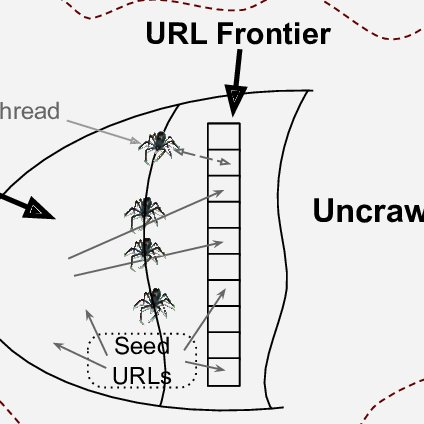 URL Frontier
hread
Uncraw
Seed
URLs